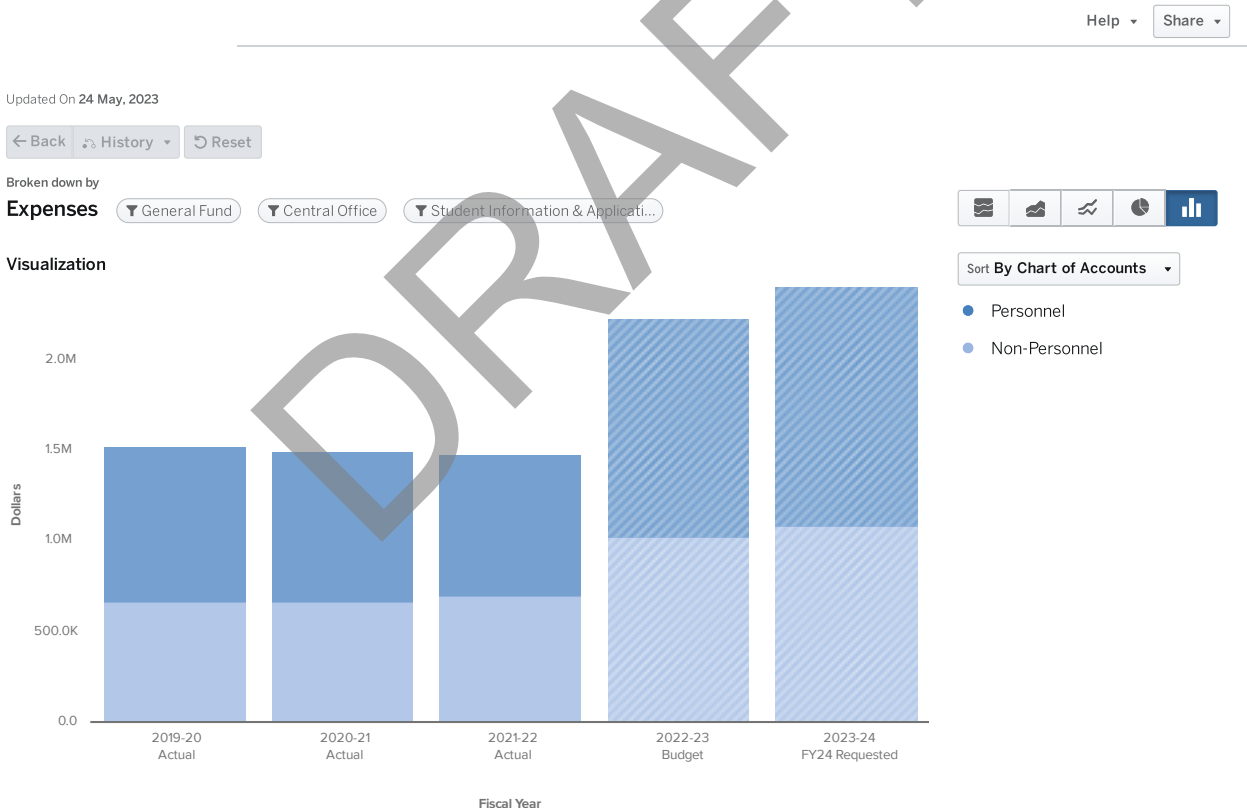 Help
Share
Updated On 24 May, 2023
Back
History
Reset
Broken down by
Expenses
General Fund
Central Office
Student Information & Applicati...
Visualization
Sort By Chart of Accounts
Personnel
Non-Personnel
2.0M
1.5M
1.0M
500.0K
0.0
Dollars
2019-20
Actual
2020-21
Actual
2021-22
Actual
2022-23
Budget
2023-24
FY24 Requested
Fiscal Year
DRAF